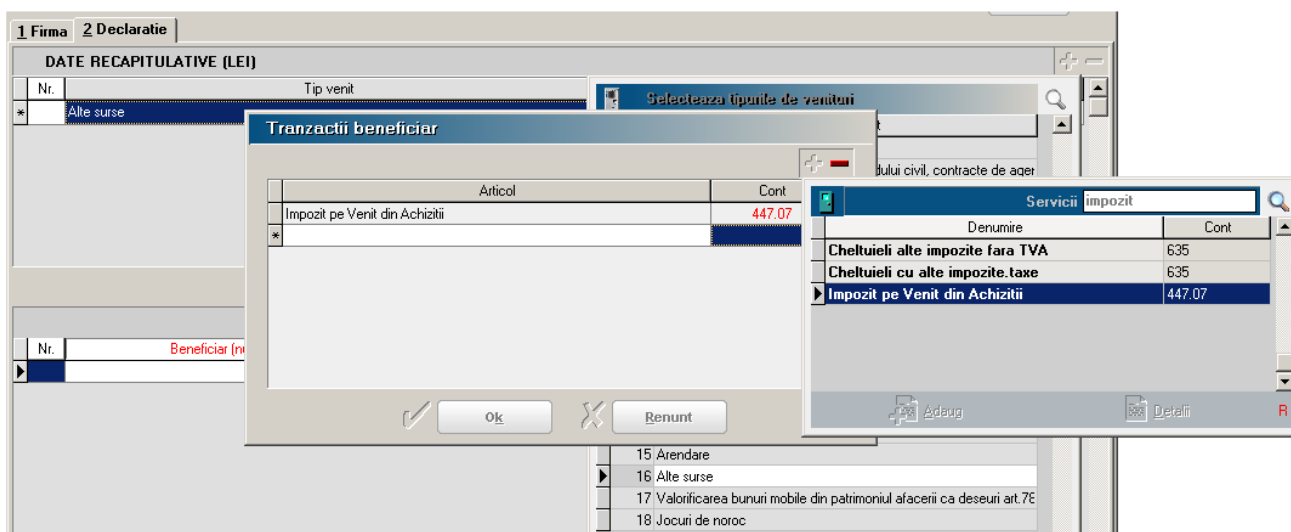 1 Firma 2 Declaratie
DATE RECAPITULATIVE (LEI)
Nr. Tip venit
* Alte surse
Selecteaza tipurile de venituri
Tranzactii beneficiar
dului civil, contracte de ager
Articol Cont
Impozit pe Venit din Achizitii 447.07
*
Servicii impozit
Denumire Cont
Cheltuieli alte impozite fara TVA 635
Cheltuieli cu alte impozite.taxe 635
Impozit pe Venit din Achizitii 447.07
Nr. Beneficiar (nu
Ok Renunt
Adaug Detalii R
15 Arendare
16 Alte surse
17 Valorificarea bunuri mobile din patrimoniul afacerii ca deseuri art.78
18 Jocuri de noroc